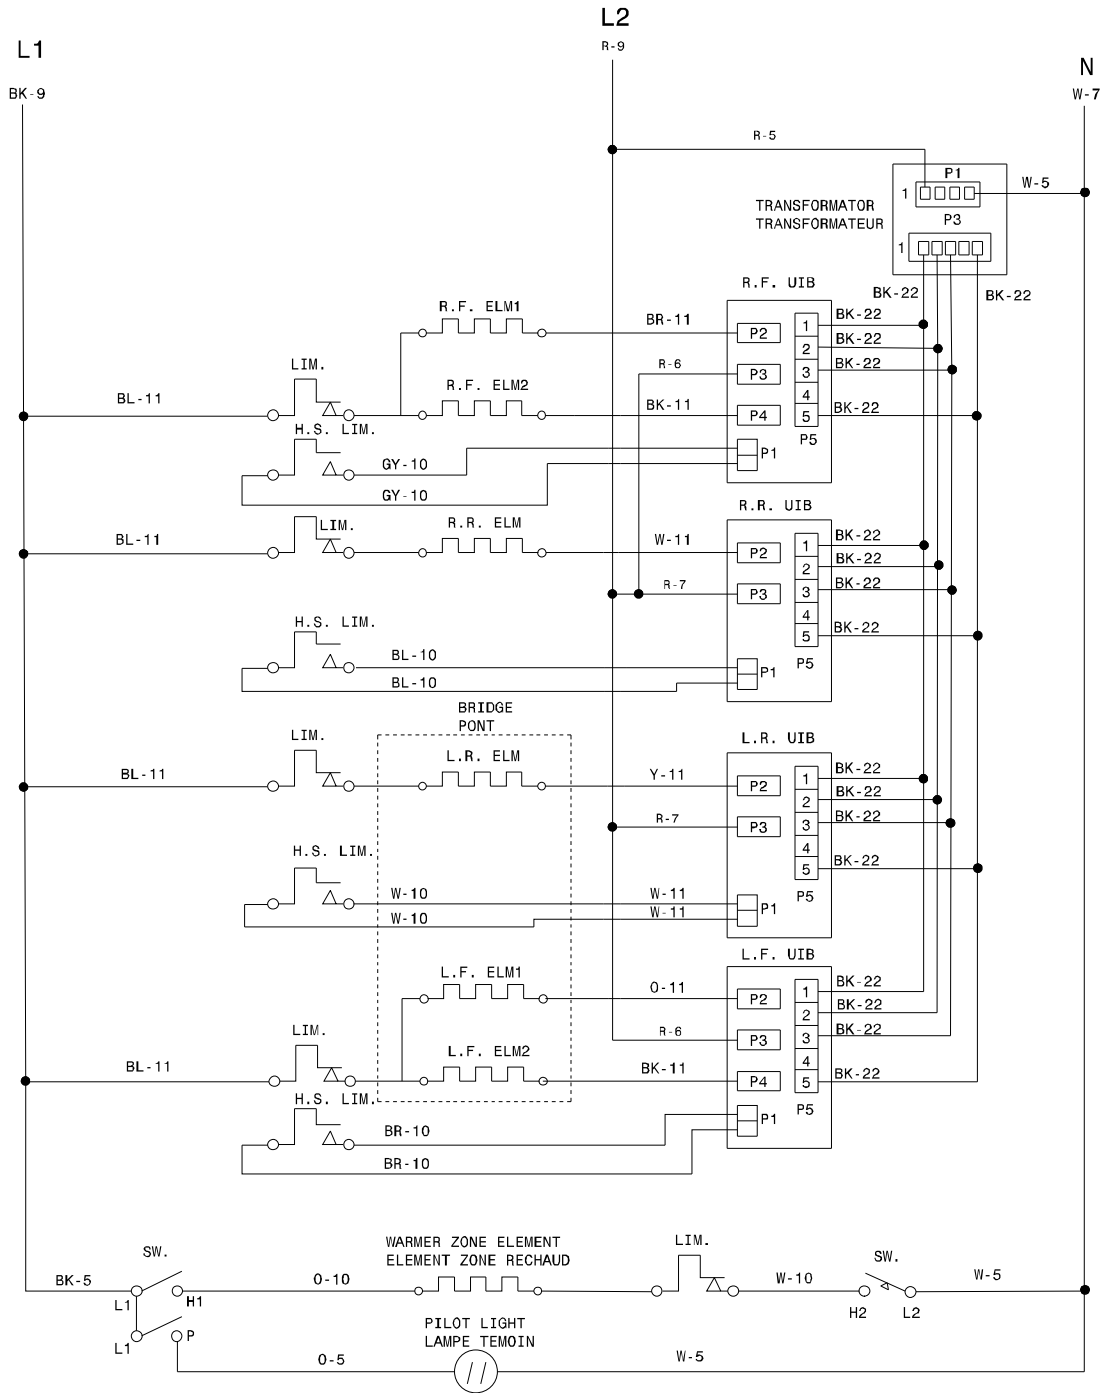 L2
L1
R-9
N
BK-9
W-7
R-5
P1
1
W-5
TRANSFORMATOR
TRANSFORMATEUR
P3
1
R.F. UIB
BK-22
BK-22
R.F. ELM1
BR-11
P2
1
BK-22
2
BK-22
LIM.
R-6
P3
3
BK-22
R.F. ELM2
4
BL-11
BK-11
P4
5
BK-22
H.S. LIM.
P5
P1
GY-10
GY-10
R.R. UIB
BL-11
LIM.
R.R. ELM
W-11
P2
1
BK-22
2
BK-22
R-7
P3
3
BK-22
4
H.S. LIM.
5
BK-22
BL-10
P5
P1
BL-10
BRIDGE
PONT
LIM.
L.R. UIB
L.R. ELM
BL-11
Y-11
P2
1
BK-22
2
BK-22
R-7
P3
3
BK-22
4
H.S. LIM.
5
BK-22
W-10
W-11
P5
P1
W-10
W-11
L.F. UIB
L.F. ELM1
O-11
P2
1
BK-22
2
BK-22
LIM.
R-6
P3
3
BK-22
L.F. ELM2
4
BL-11
BK-11
P4
5
BK-22
H.S. LIM.
P5
P1
BR-10
BR-10
WARMER ZONE ELEMENT
ELEMENT ZONE RECHAUD
LIM.
SW.
SW.
BK-5
O-10
W-10
W-5
L1
H1
H2
L2
PILOT LIGHT
LAMPE TEMOIN
L1
P
O-5
W-5